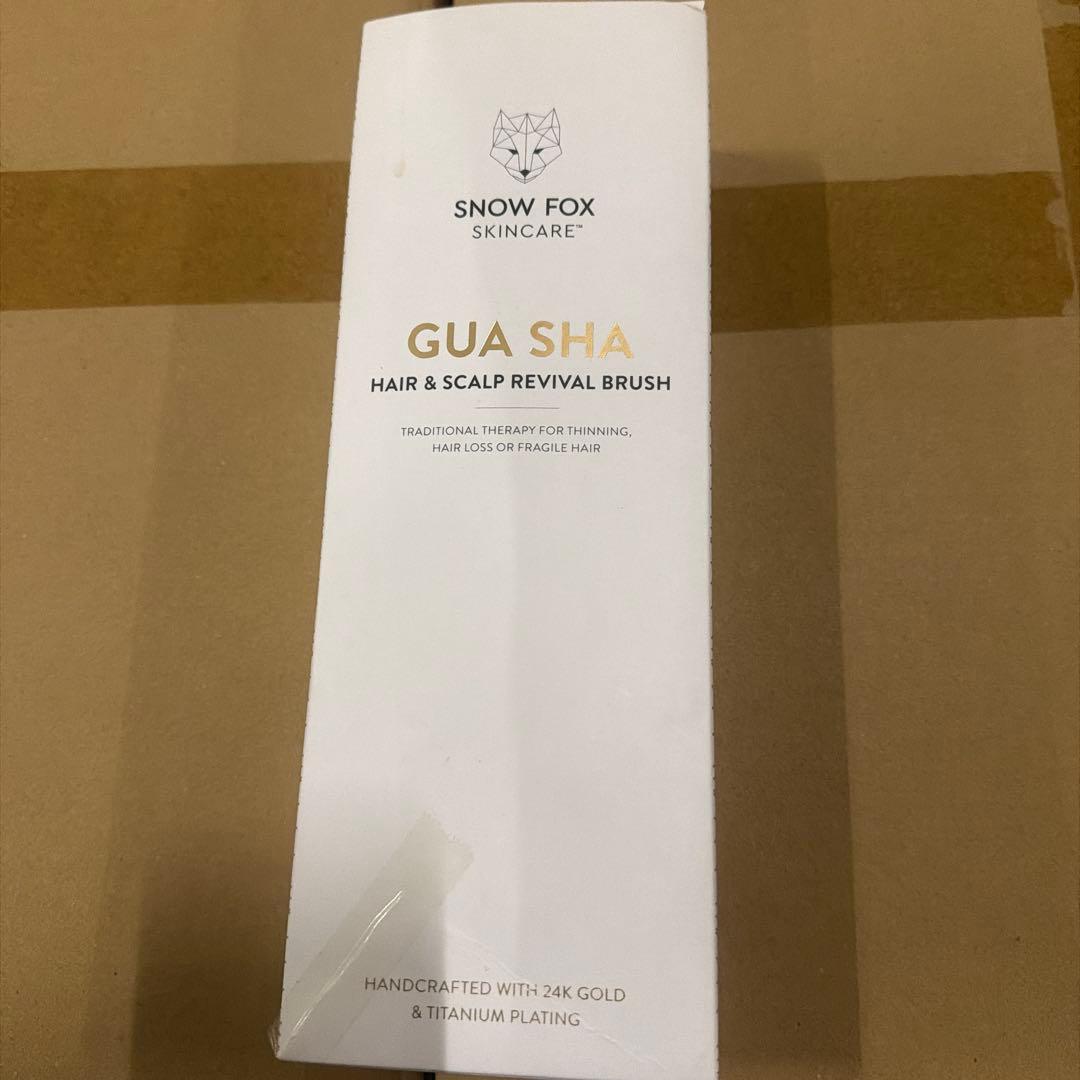 SNOW FOX
SKINCARE™
GUA SHA
HAIR & SCALP REVIVAL BRUSH
TRADITIONAL THERAPY FOR THINNING,
HAIR LOSS OR FRAGILE HAIR
HANDCRAFTED WITH 24K GOLD
& TITANIUM PLATING